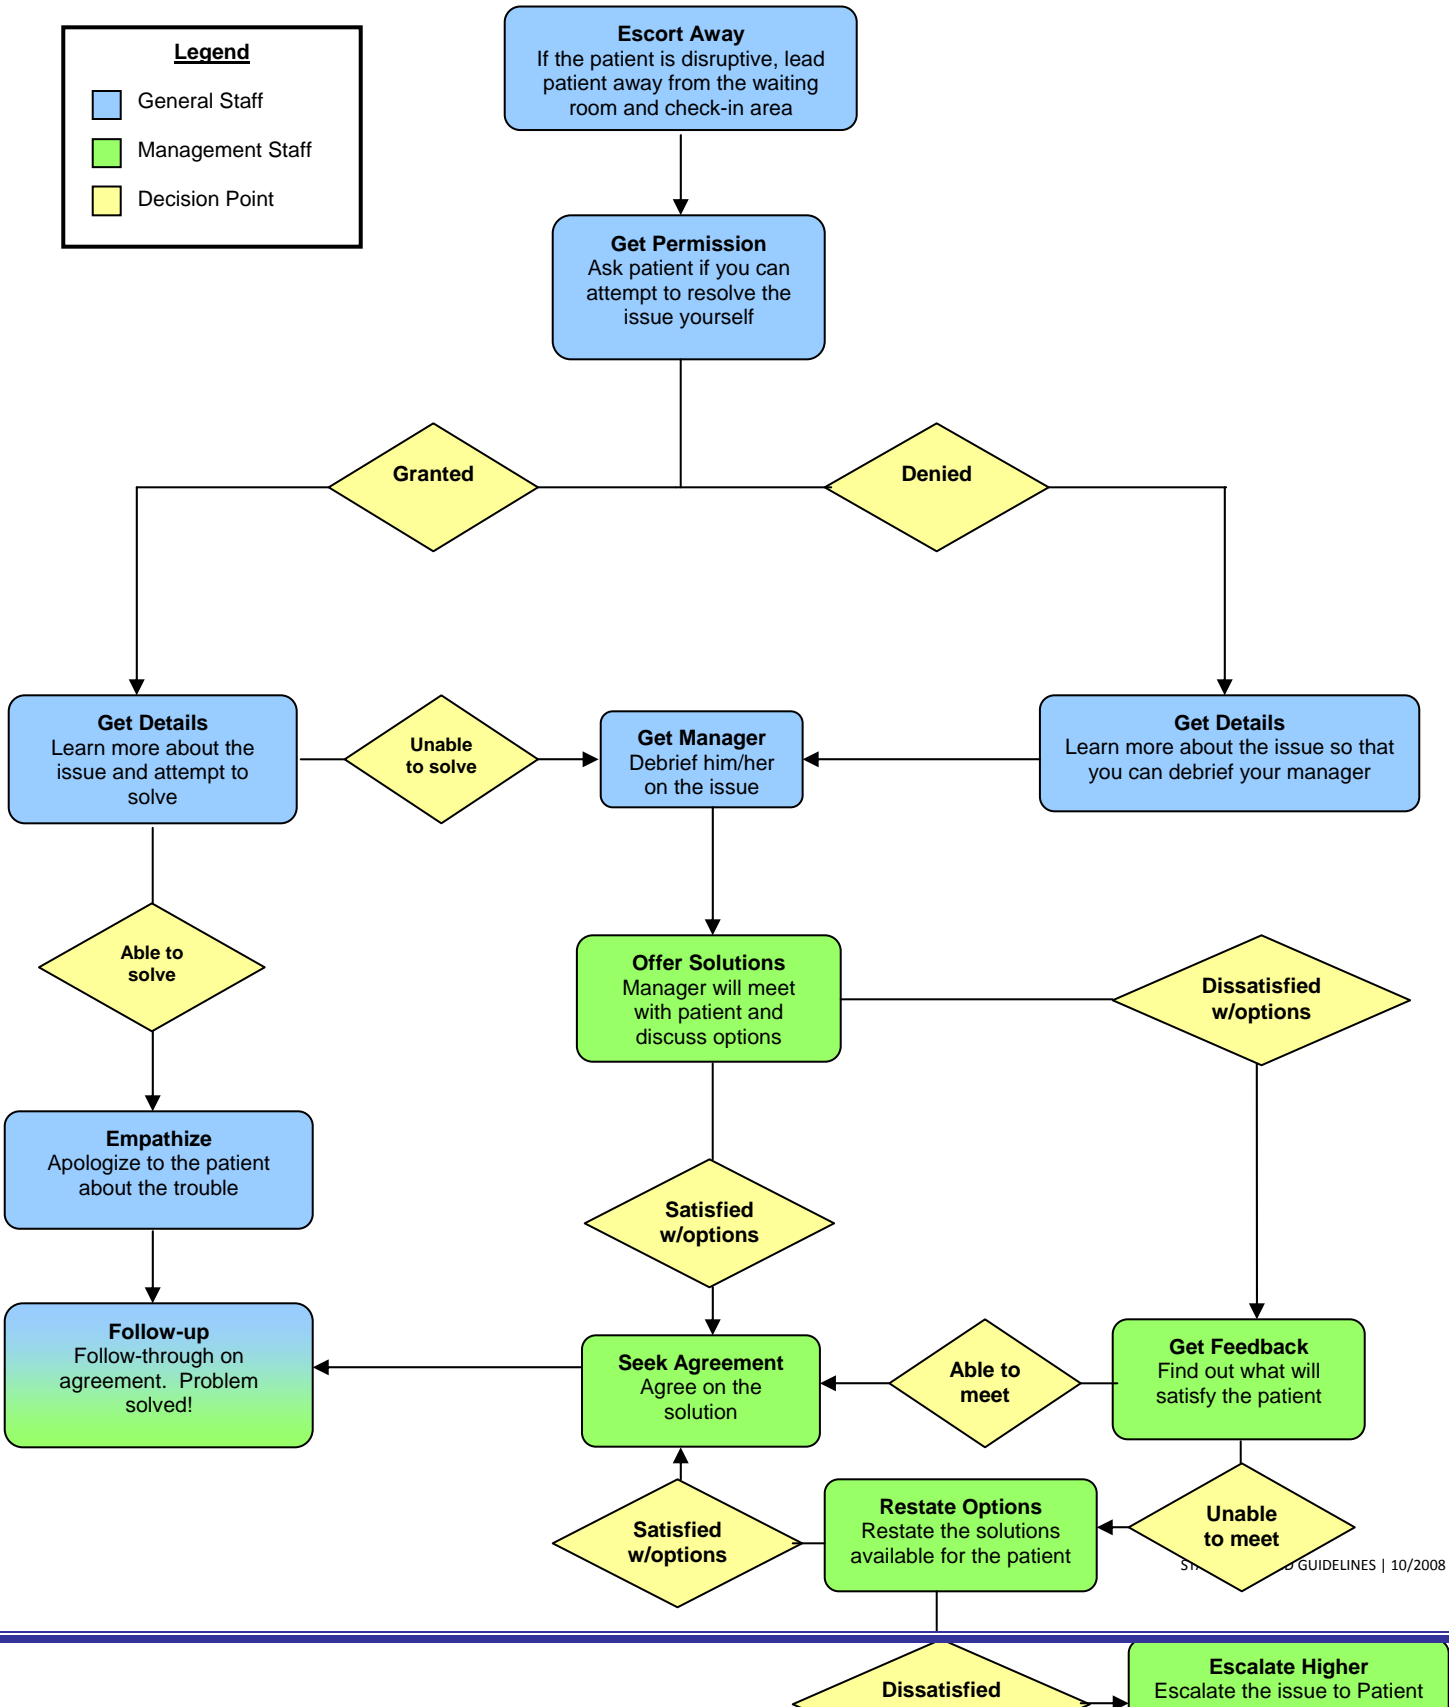 Legend
General Staff
Management Staff
Decision Point
Escort Away
If the patient is disruptive, lead
patient away from the waiting
room and check-in area
Get Permission
Ask patient if you can
attempt to resolve the
issue yourself
Granted
Denied
Get Details
Learn more about the
issue and attempt to
solve
Unable
to solve
Get Manager
Debrief him/her
on the issue
Get Details
Learn more about the issue so that
you can debrief your manager
Able to
solve
Offer Solutions
Manager will meet
with patient and
discuss options
Dissatisfied
w/options
Empathize
Apologize to the patient
about the trouble
Satisfied
w/options
Follow-up
Follow-through on
agreement.  Problem
solved!
Seek Agreement
Agree on the
solution
Able to
meet
Get Feedback
Find out what will
satisfy the patient
Satisfied
w/options
Restate Options
Restate the solutions
available for the patient
Unable
to meet
GUIDELINES | 10/2008
Dissatisfied
Escalate Higher
Escalate the issue to Patient